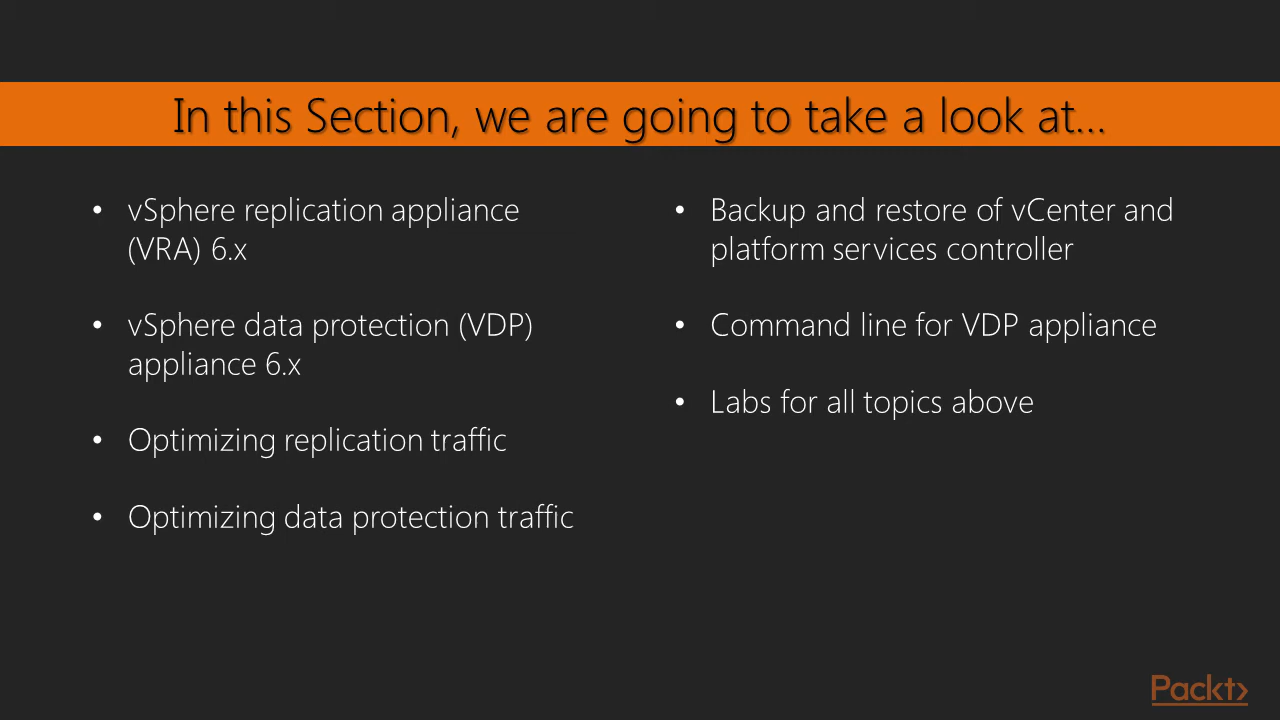 In this Section, we are going to take a look at...
• vSphere replication appliance
(VRA) 6.x
• vSphere data protection (VDP)
appliance 6.x
• Optimizing replication traffic
• Optimizing data protection traffic
• Backup and restore of vCenter and
platform services controller
• Command line for VDP appliance
• Labs for all topics above
Packt>